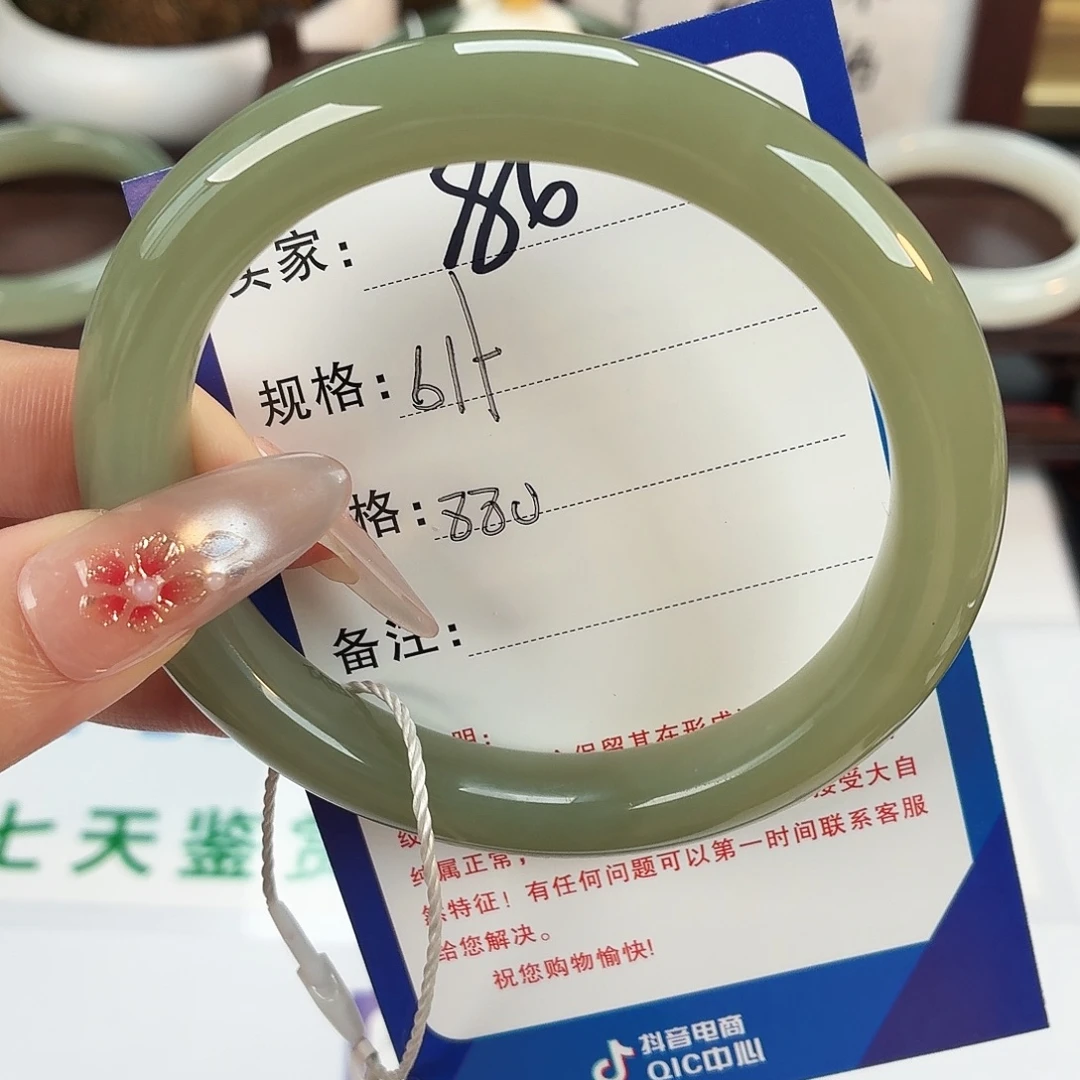 家: 86
规格: 61+
格: 880
备注:
明: 保留其在形成
接受大自
纹属正常,
然特征! 有任何问题可以第一时间联系客服
给您解决。
祝您购物愉快!
抖音电商
QIC中心
七天鉴赏